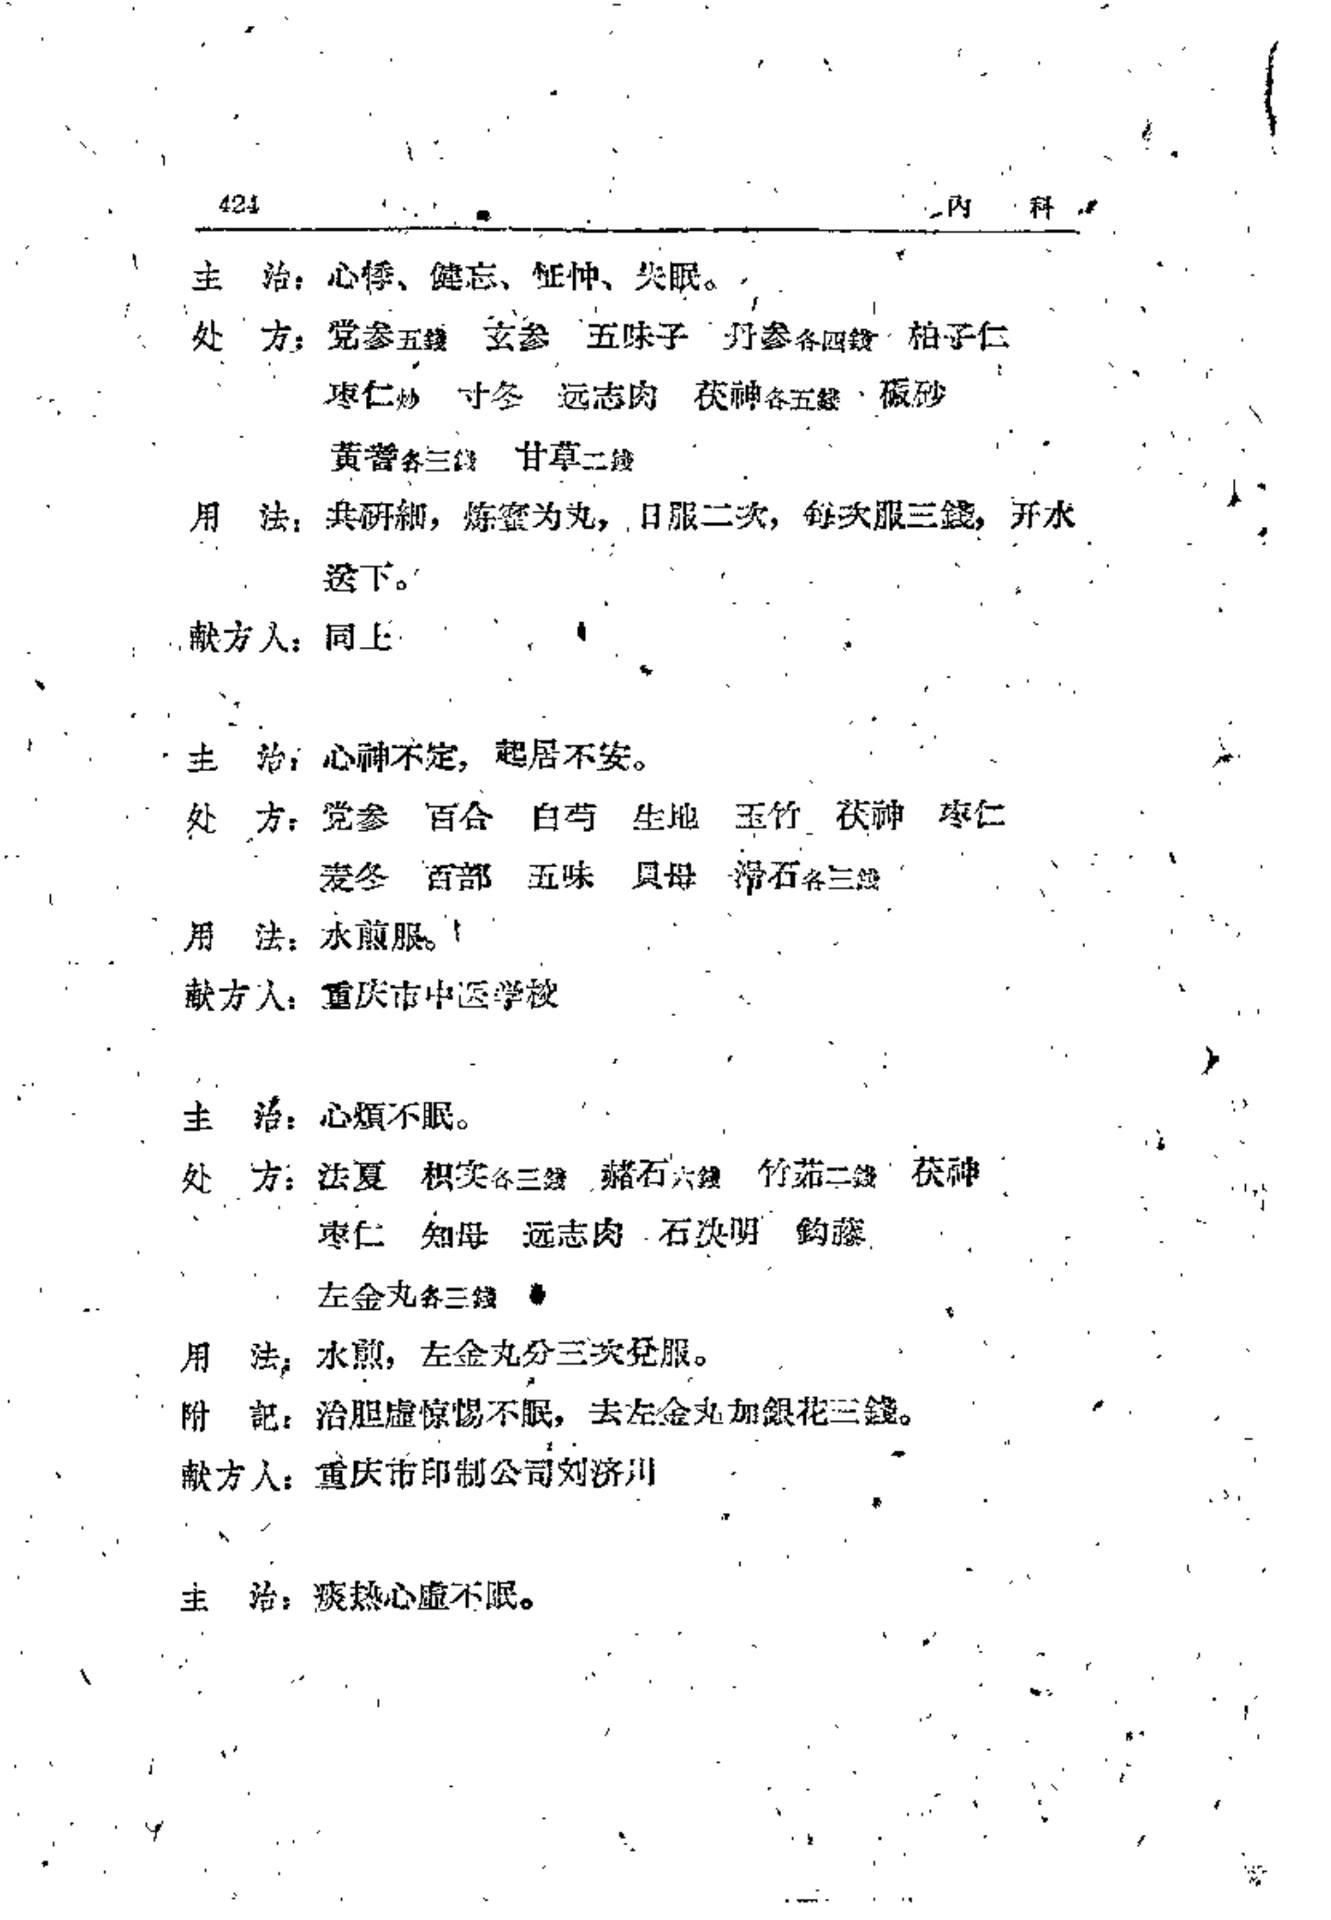 424 内 科
主 治：心悸、健忘、怔忡、失眠。
处 方：党参五錢 玄参 五味子 丹参各四錢 柏子仁
枣仁炒 寸冬 远志肉 茯神各五錢 硃砂
黃蓍各三錢 甘草二錢
用 法：共研細，炼蜜为丸，日服二次，每次服三錢，开水
送下。
献方人：同上
主 治：心神不定，起居不安。
处 方：党参 百合 白芍 生地 玉竹 茯神 枣仁
麦冬 百部 五味 貝母 滑石各三錢
用 法：水煎服。
献方人：重庆市中医学校
主 治：心煩不眠。
处 方：法夏 枳实各三錢 赭石六錢 竹茹二錢 茯神
枣仁 知母 远志肉 石决明 鈎藤
左金丸各三錢
用 法：水煎，左金丸分三次兌服。
附 記：治胆虛惊惕不眠，去左金丸加銀花三錢。
献方人：重庆市印制公司刘济川
主 治：痰热心虛不眠。